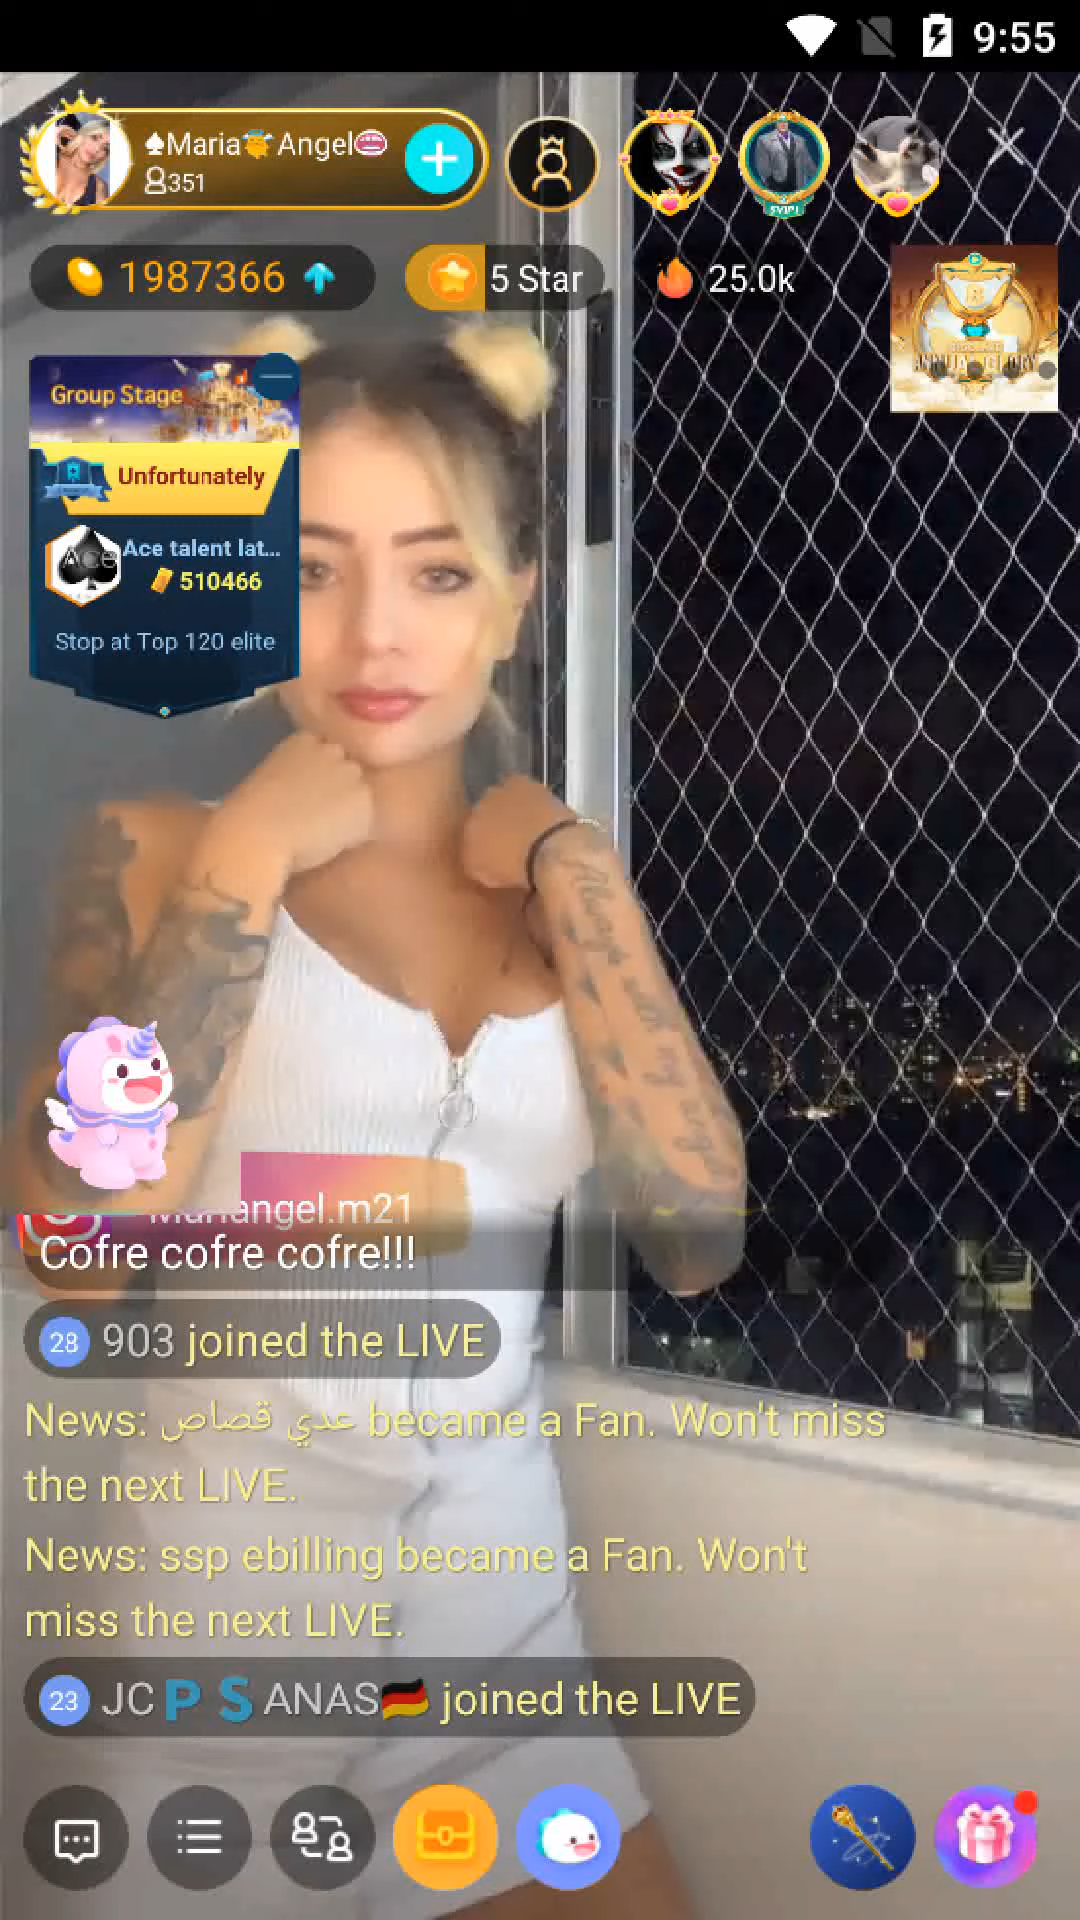 9:55
♠Maria Angel
351
1987366
5 Star
25.0k
Group Stage
Unfortunately
Ace
Ace talent lat...
510466
Stop at Top 120 elite
SVIP1
Mariangel.m21
Cofre cofre cofre!!!
28 903 joined the LIVE
News: عدي قصاص became a Fan. Won't miss
the next LIVE.
News: ssp ebilling became a Fan. Won't
miss the next LIVE.
23 JC P S ANAS🇩🇪 joined the LIVE